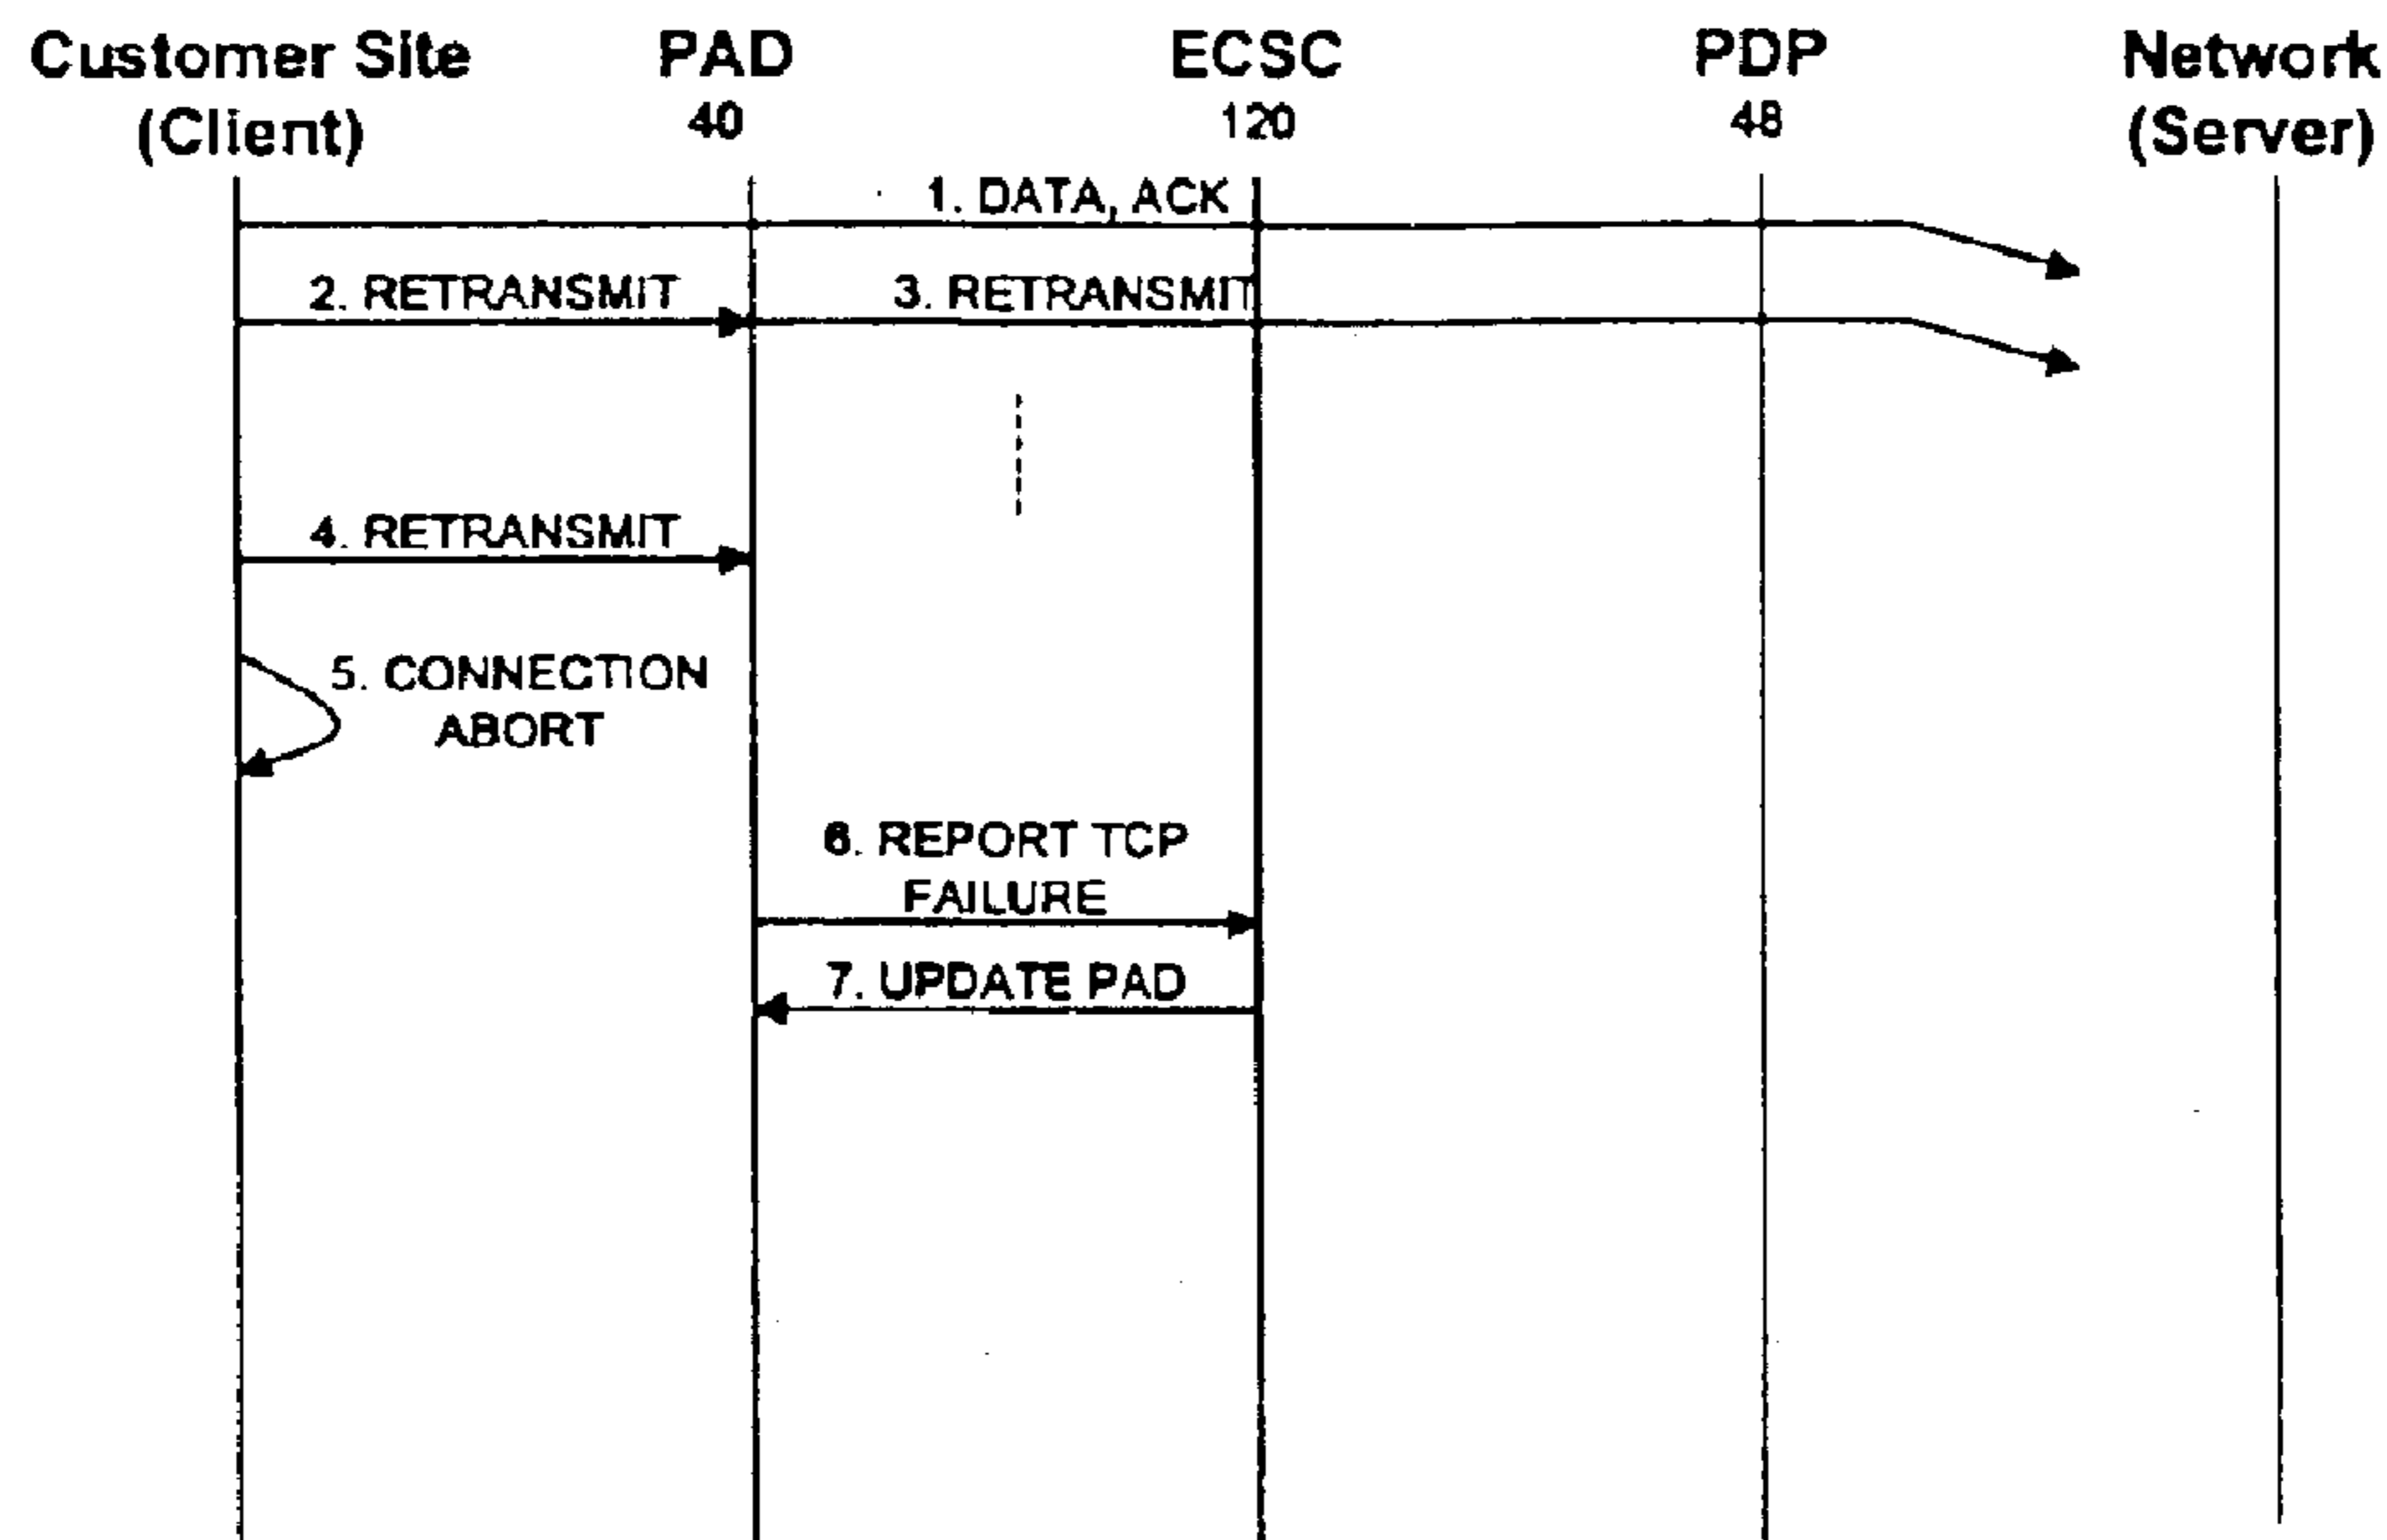 Customer Site PAD ECSC PDP Network
(Client) 40 120 48 (Server)
1. DATA, ACK
2. RETRANSMIT 3. RETRANSMIT
4. RETRANSMIT
5. CONNECTION
ABORT
6. REPORT TCP
FAILURE
7. UPDATE PAD